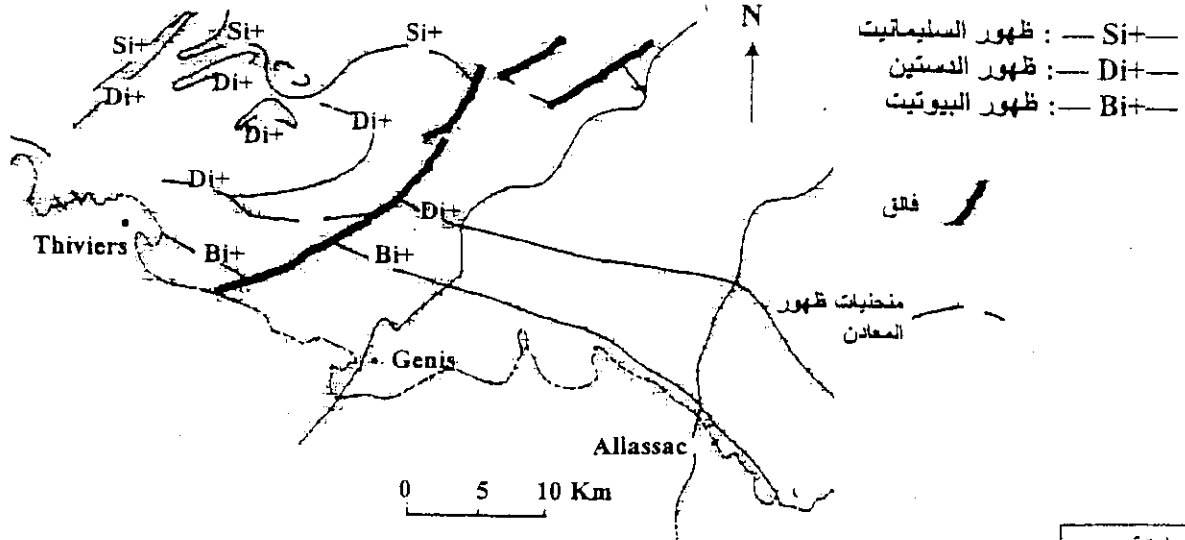 N
— Si+— : ظهور السليمانيت
— Di+— : ظهور الدستين
— Bi+— : ظهور البيوتيت
Si+
Si+
Si+
Di+
Di+
Di+
Di+
Di+
Di+
Thiviers
Bi+
Bi+
فالق
منحنيات ظهور
المعادن
Genis
Allassac
0 5 10 Km